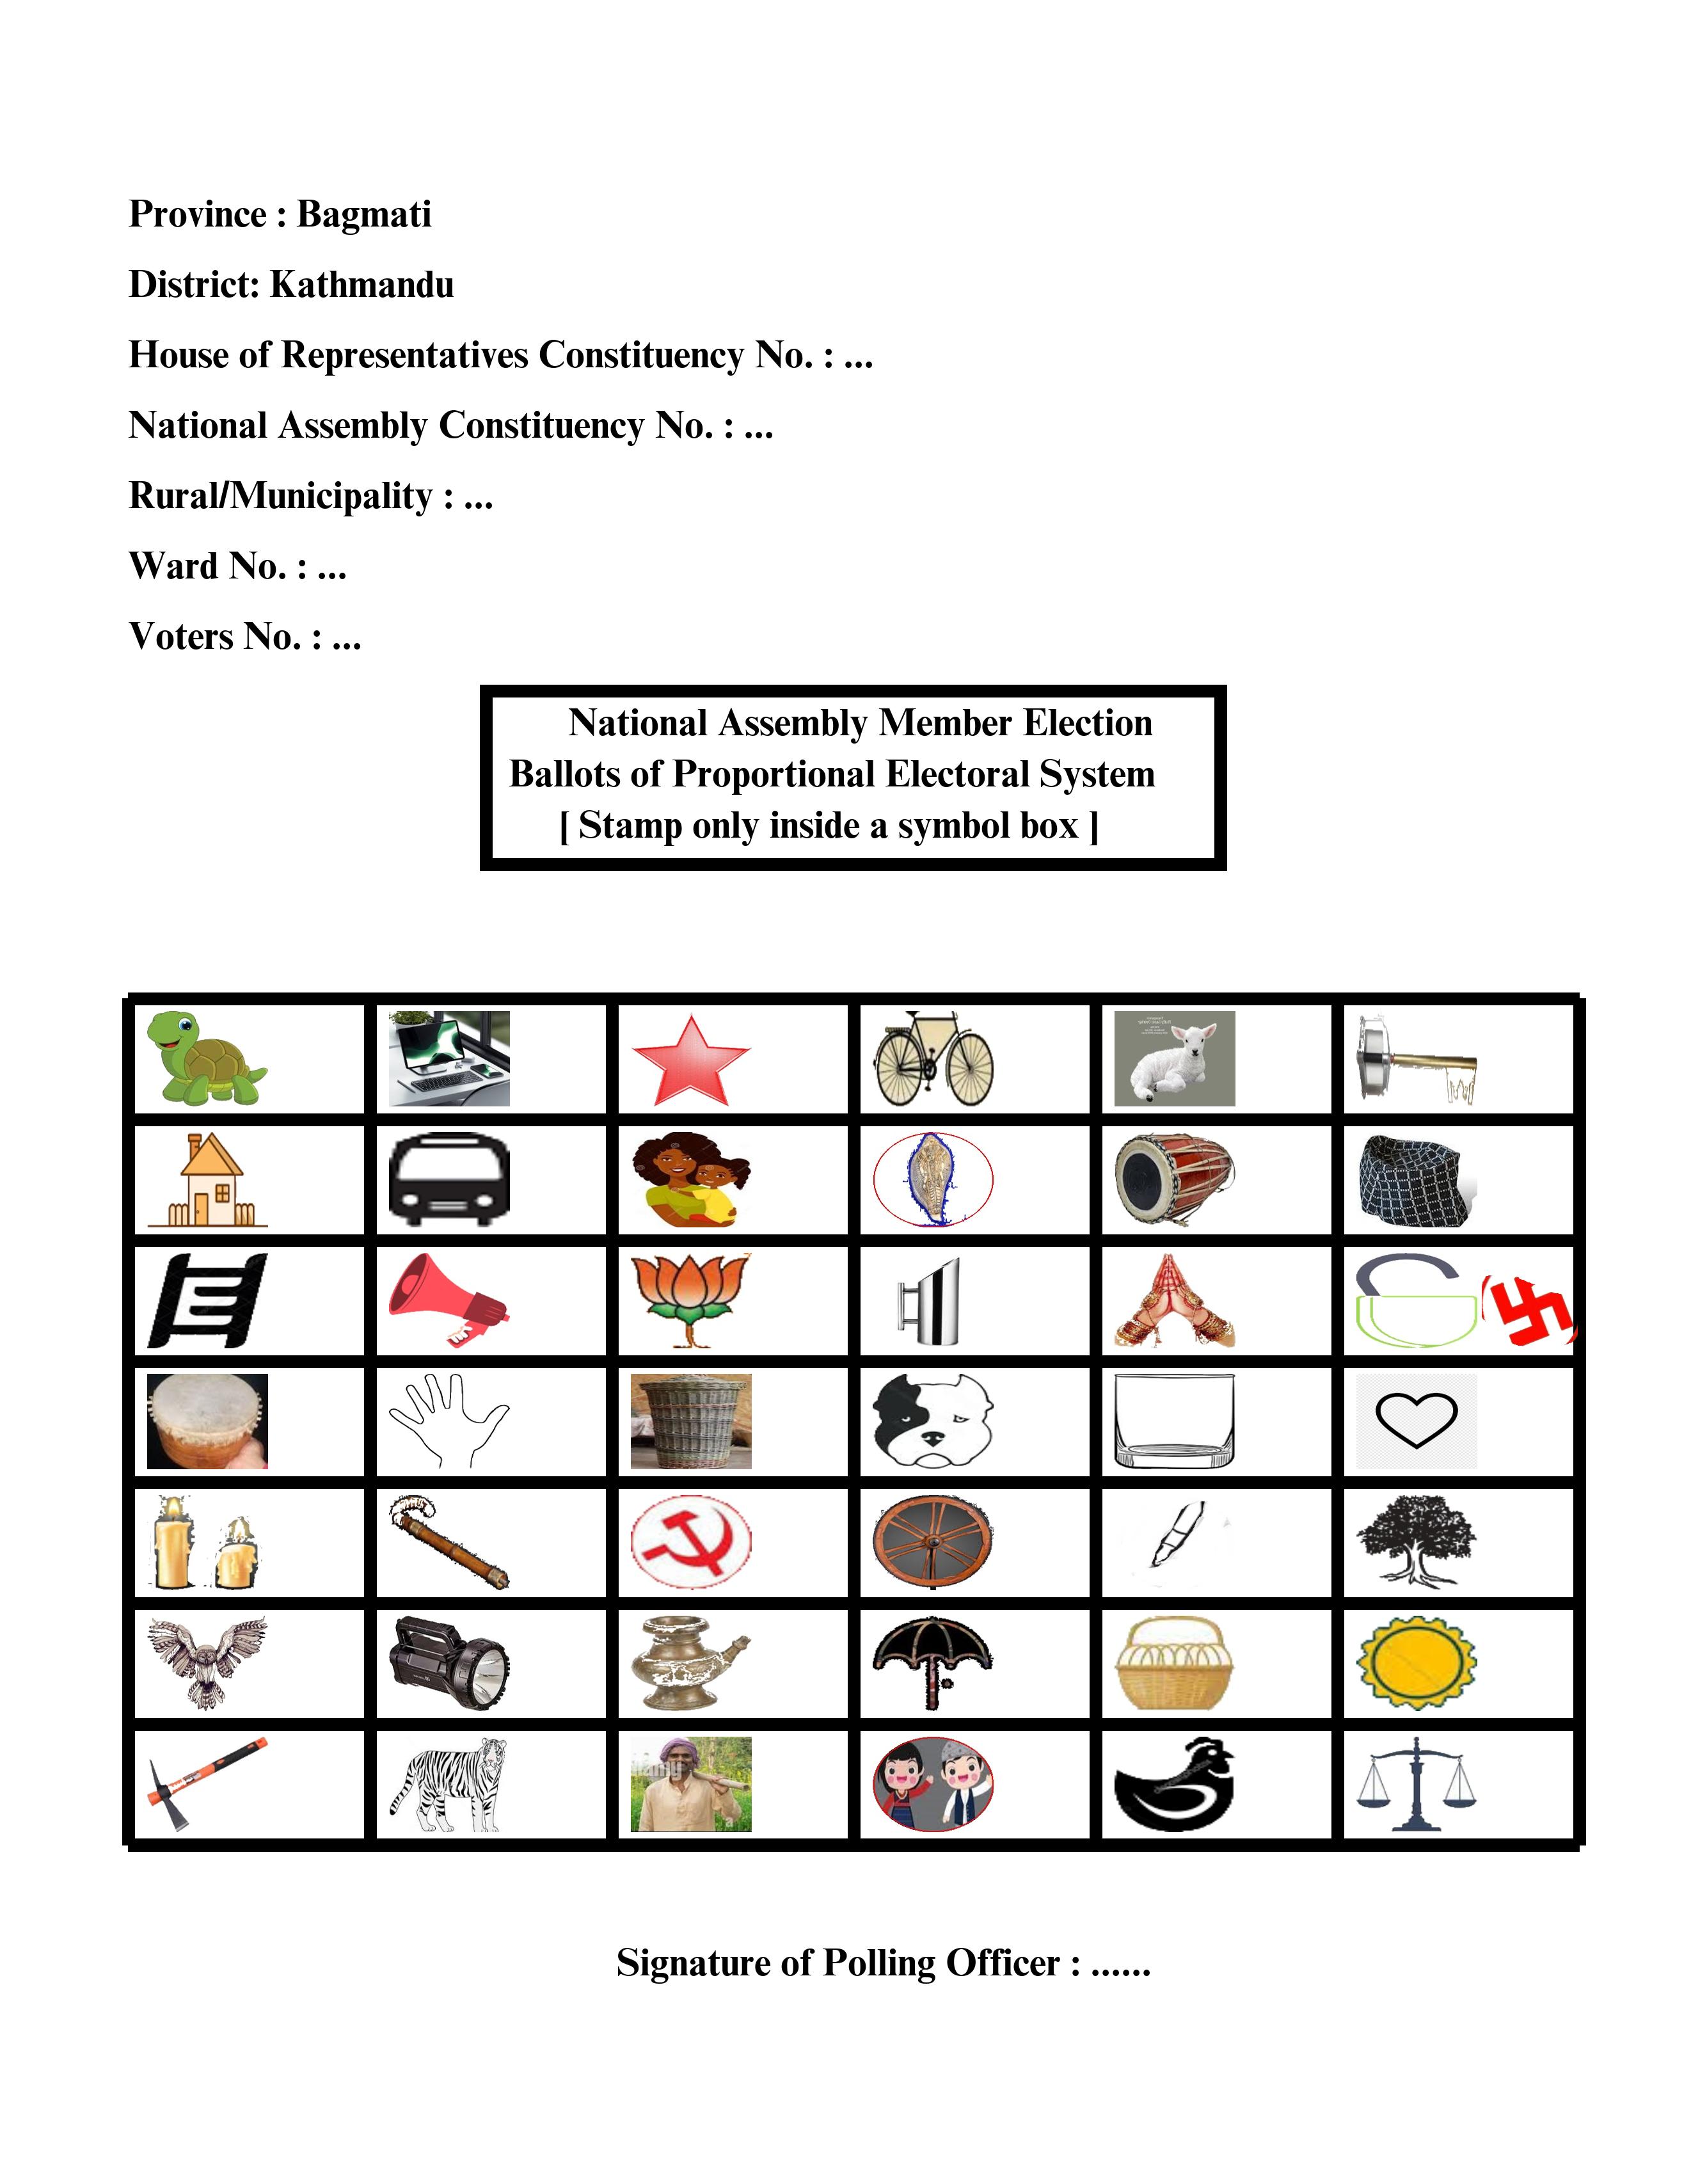 Province : Bagmati
District: Kathmandu
House of Representatives Constituency No. : ...
National Assembly Constituency No. : ...
Rural/Municipality : ...
Ward No. : ...
Voters No. : ...
National Assembly Member Election
Ballots of Proportional Electoral System
[ Stamp only inside a symbol box ]
Signature of Polling Officer : ......